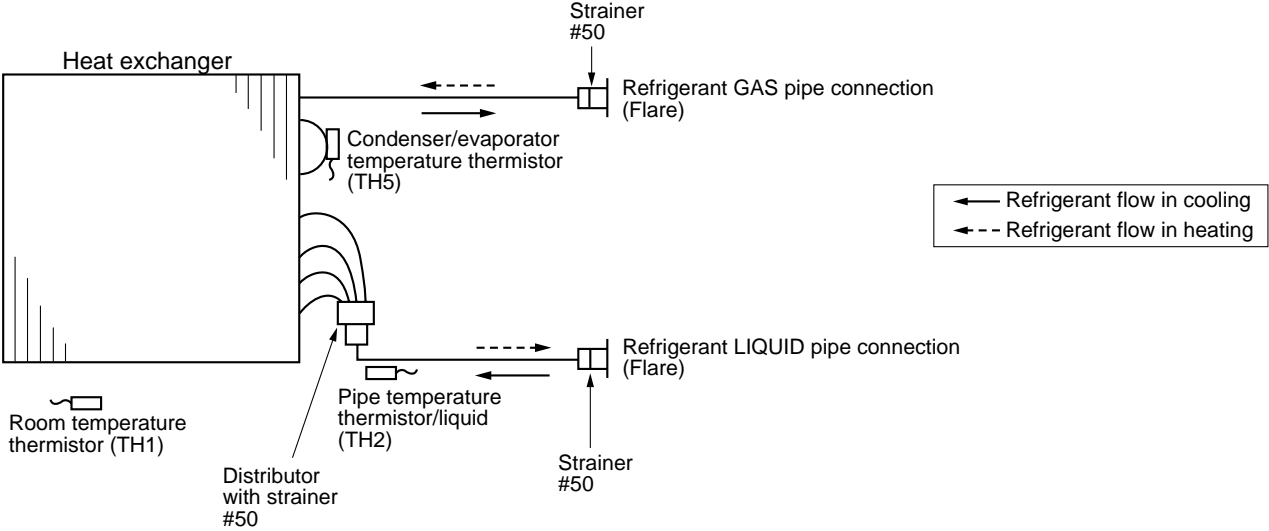 Strainer
#50
Heat exchanger
Refrigerant GAS pipe connection
(Flare)
Condenser/evaporator
temperature thermistor
(TH5)
Refrigerant flow in cooling
Refrigerant flow in heating
Refrigerant LIQUID pipe connection
(Flare)
Pipe temperature
thermistor/liquid
(TH2)
Room temperature
thermistor (TH1)
Strainer
#50
Distributor
with strainer
#50